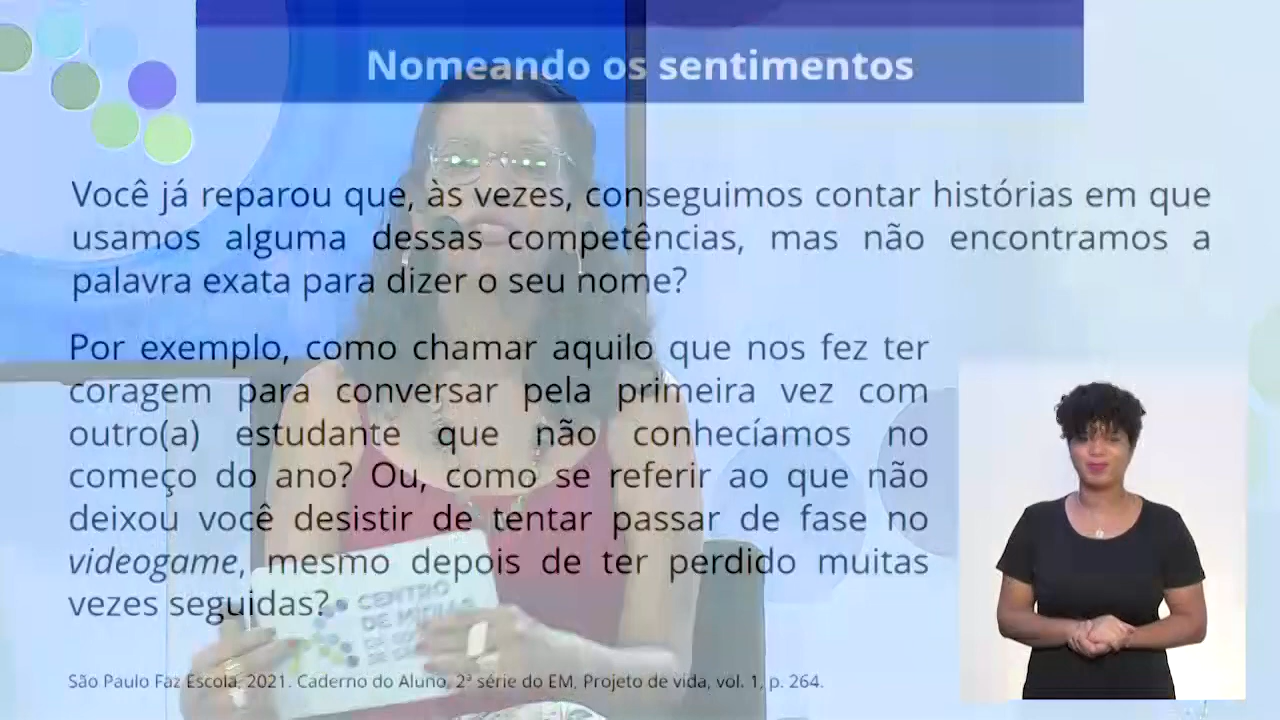 Nomeando os sentimentos
Você já reparou que, às vezes, conseguimos contar histórias em que
usamos alguma dessas competências, mas não encontramos a
palavra exata para dizer o seu nome?
Por exemplo, como chamar aquilo que nos fez ter
coragem para conversar pela primeira vez com
outro(a) estudante que não conhecíamos no
começo do ano? Ou, como se referir ao que não
deixou você desistir de tentar passar de fase no
videogame, mesmo depois de ter perdido muitas
vezes seguidas?
CENTRO
DE MÍDIAS
São Paulo Faz Escola, 2021. Caderno do Aluno, 2ª série do EM, Projeto de vida, vol. 1, p. 264.